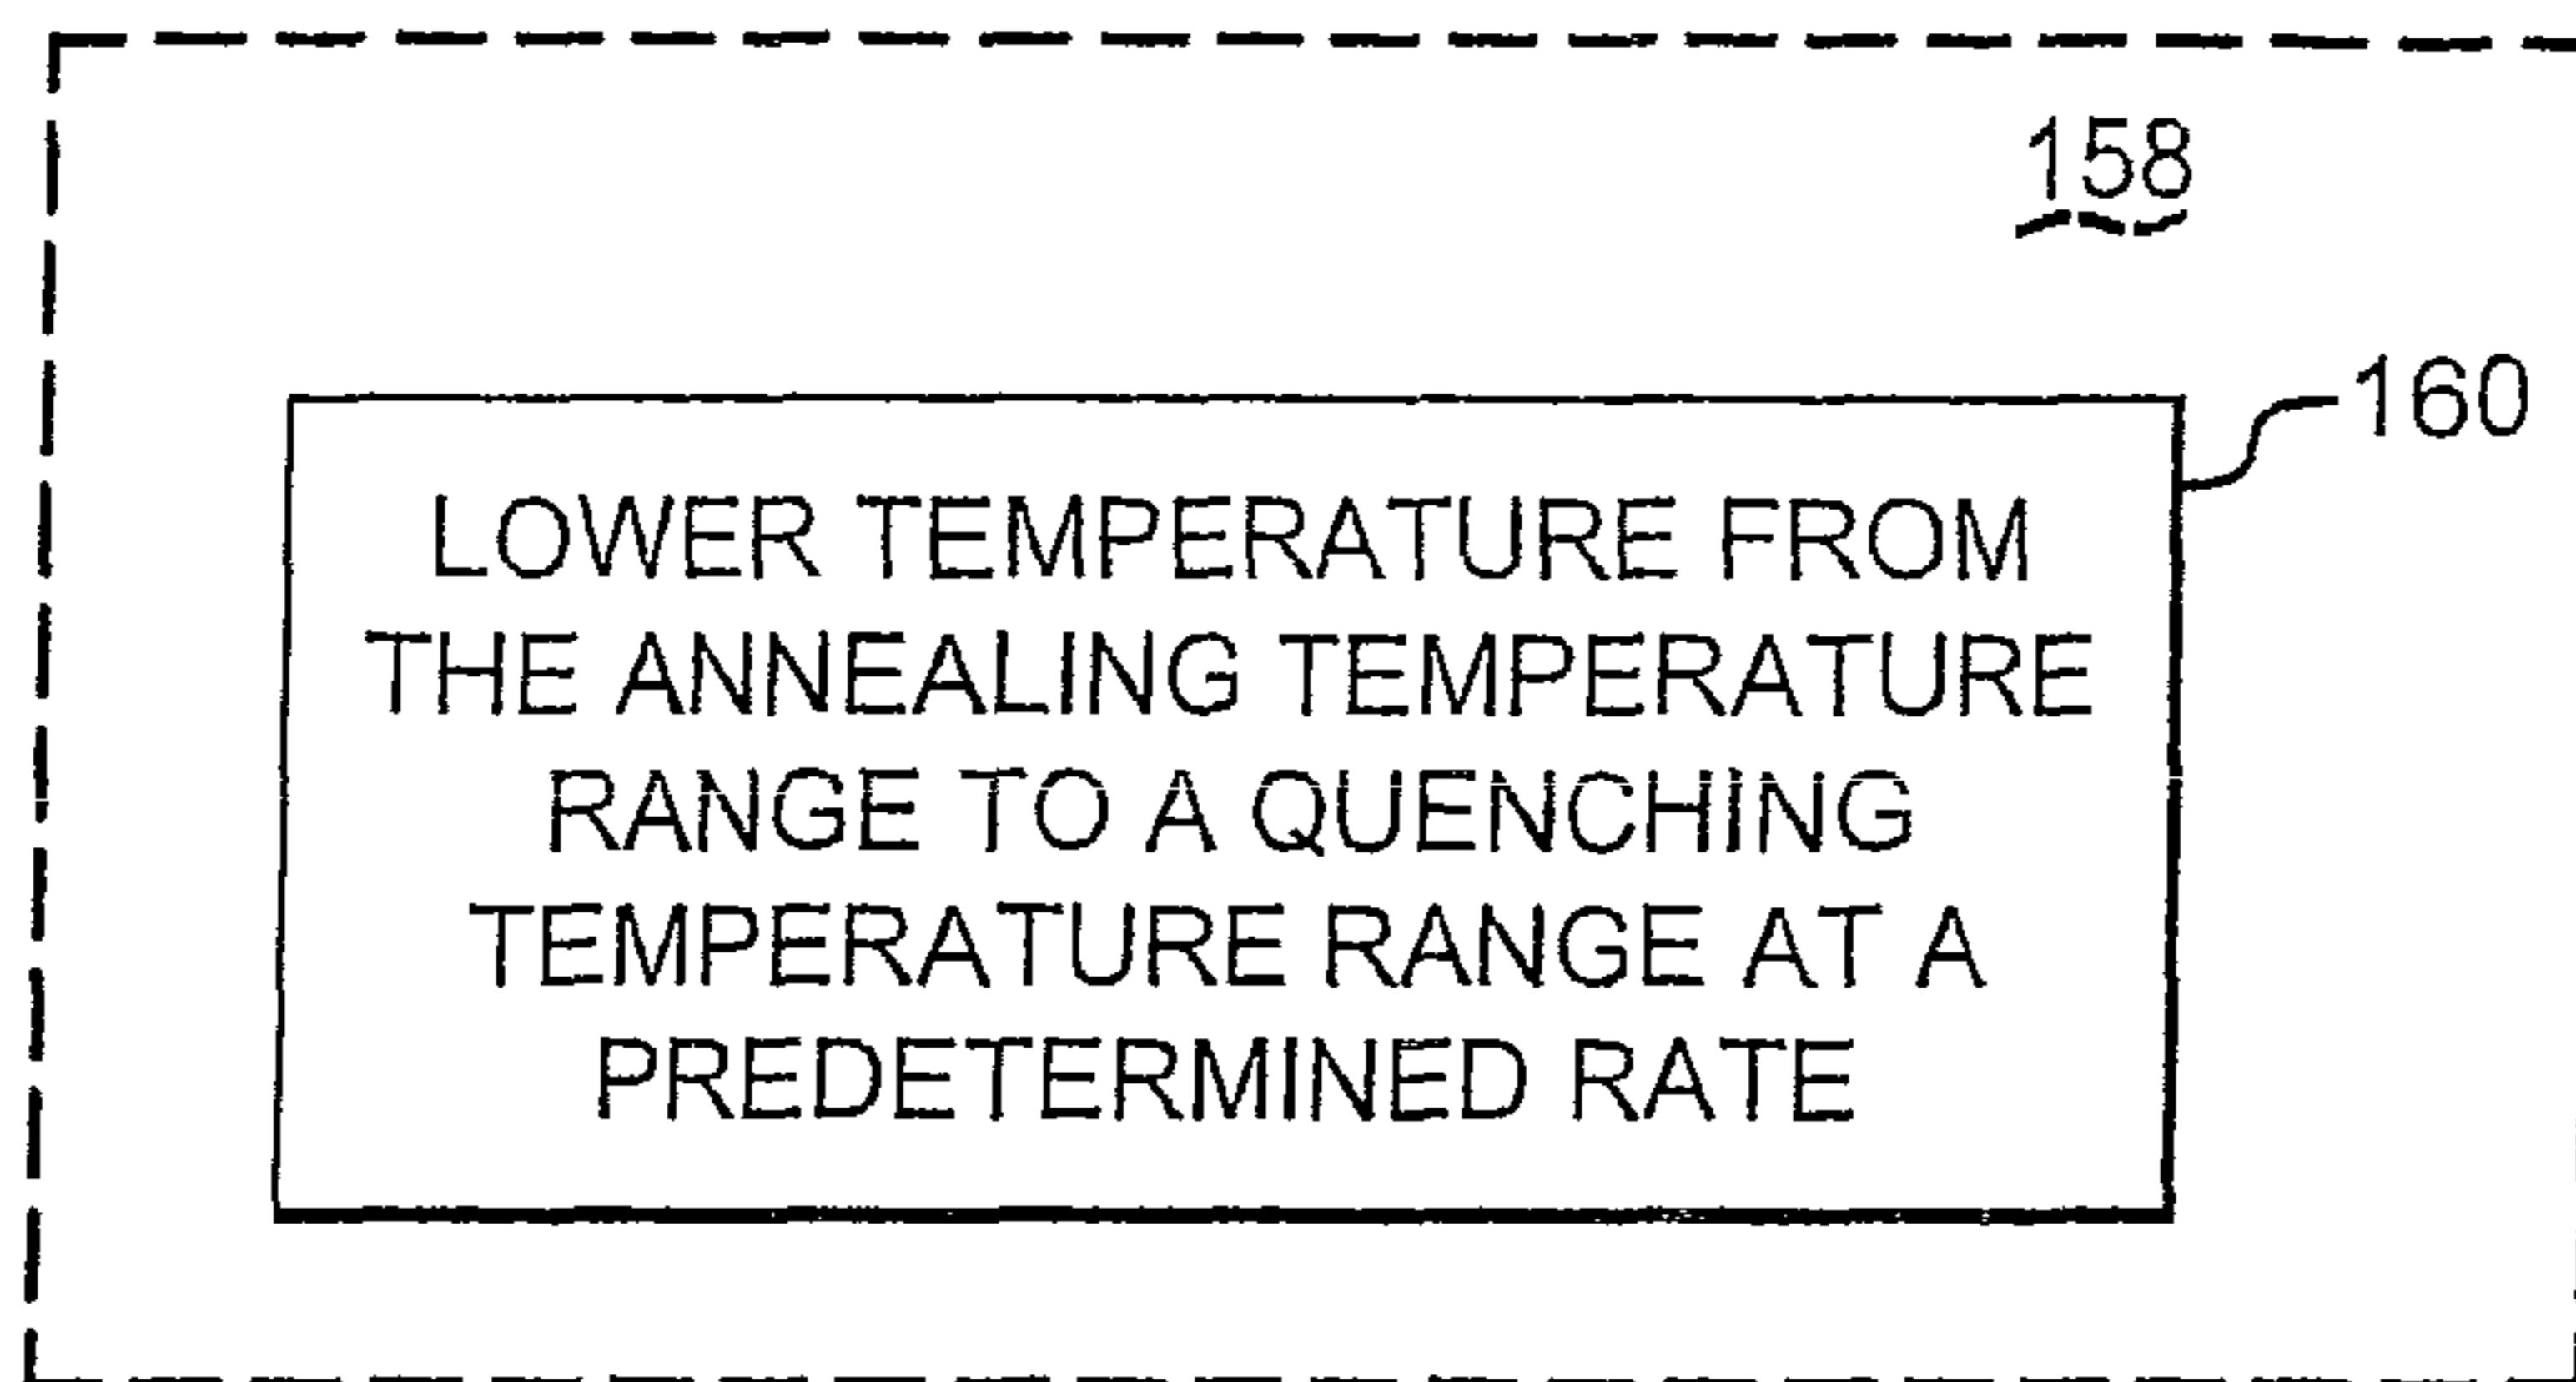 158
160
LOWER TEMPERATURE FROM
THE ANNEALING TEMPERATURE
RANGE TO A QUENCHING
TEMPERATURE RANGE AT A
PREDETERMINED RATE